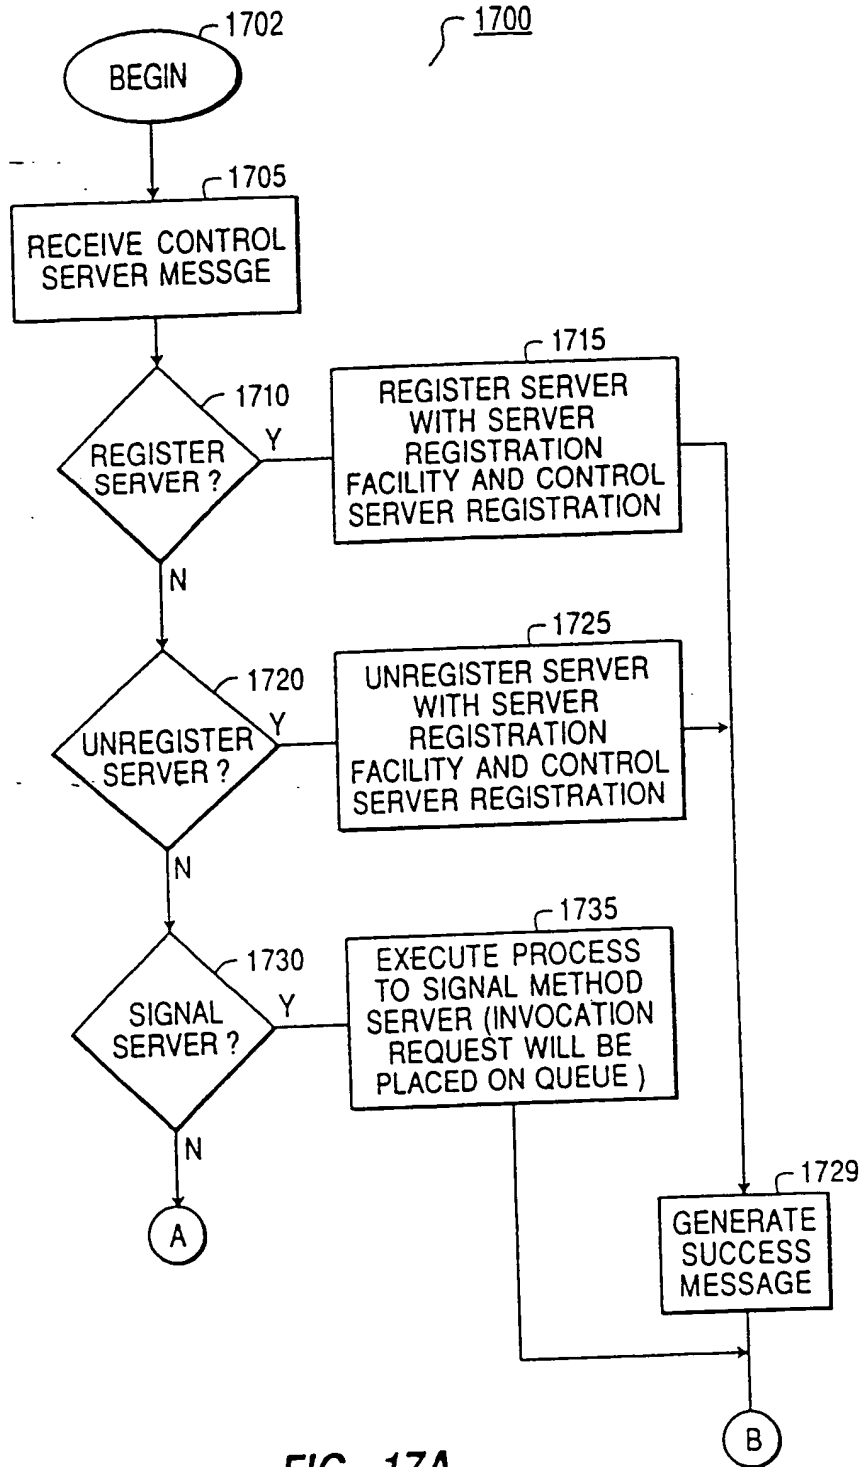 1702
1700
BEGIN
1705
RECEIVE CONTROL
SERVER MESSGE
1710
REGISTER
SERVER ?
Y
N
1715
REGISTER SERVER
WITH SERVER
REGISTRATION
FACILITY AND CONTROL
SERVER REGISTRATION
1720
UNREGISTER
SERVER ?
Y
N
1725
UNREGISTER SERVER
WITH SERVER
REGISTRATION
FACILITY AND CONTROL
SERVER REGISTRATION
1730
SIGNAL
SERVER ?
Y
N
1735
EXECUTE PROCESS
TO SIGNAL METHOD
SERVER (INVOCATION
REQUEST WILL BE
PLACED ON QUEUE )
A
1729
GENERATE
SUCCESS
MESSAGE
B
FIG. 17A